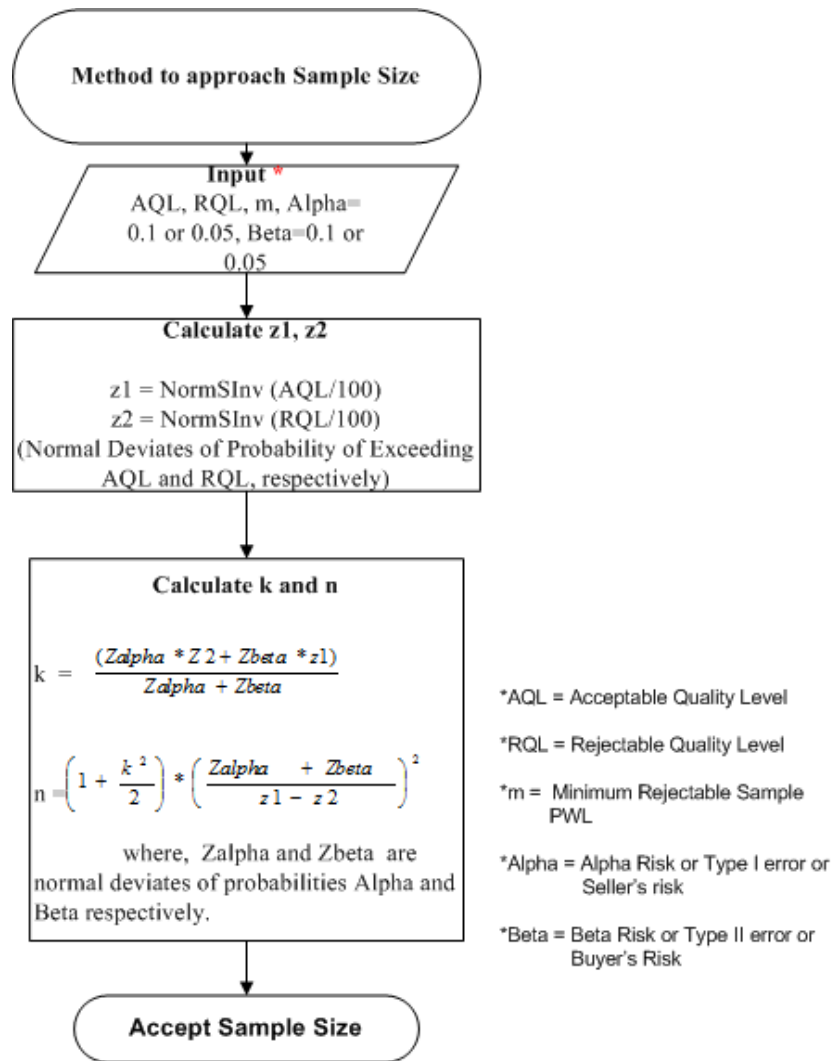 Method to approach Sample Size
Input *
AQL, RQL, m, Alpha=
0.1 or 0.05, Beta=0.1 or
0.05
Calculate z1, z2
z1 = NormSInv (AQL/100)
z2 = NormSInv (RQL/100)
(Normal Deviates of Probability of Exceeding
AQL and RQL, respectively)
Calculate k and n
k = (Zalpha * Z2 + Zbeta * z1) / Zalpha + Zbeta
n = (1 + k^2 / 2) * (Zalpha + Zbeta / z1 - z2)^2
where, Zalpha and Zbeta are
normal deviates of probabilities Alpha and
Beta respectively.
Accept Sample Size
*AQL = Acceptable Quality Level
*RQL = Rejectable Quality Level
*m = Minimum Rejectable Sample
PWL
*Alpha = Alpha Risk or Type I error or
Seller's risk
*Beta = Beta Risk or Type II error or
Buyer's Risk